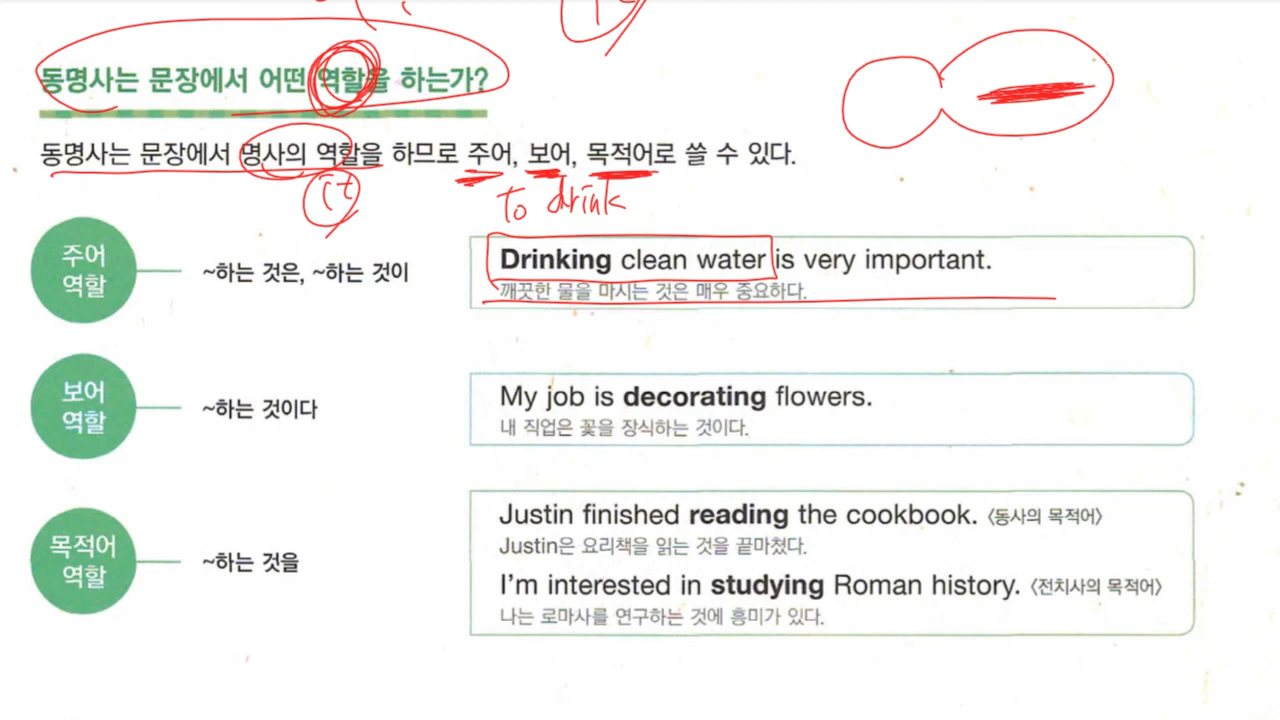 동명사는 문장에서 어떤 역할을 하는가?
동명사는 문장에서 명사의 역할을 하므로 주어, 보어, 목적어로 쓸 수 있다.
it
to drink
주어
역할
~하는 것은, ~하는 것이
Drinking clean water is very important.
깨끗한 물을 마시는 것은 매우 중요하다.
보어
역할
~하는 것이다
My job is decorating flowers.
내 직업은 꽃을 장식하는 것이다.
목적어
역할
~하는 것을
Justin finished reading the cookbook. 〈동사의 목적어〉
Justin은 요리책을 읽는 것을 끝마쳤다.
I'm interested in studying Roman history. 〈전치사의 목적어〉
나는 로마사를 연구하는 것에 흥미가 있다.